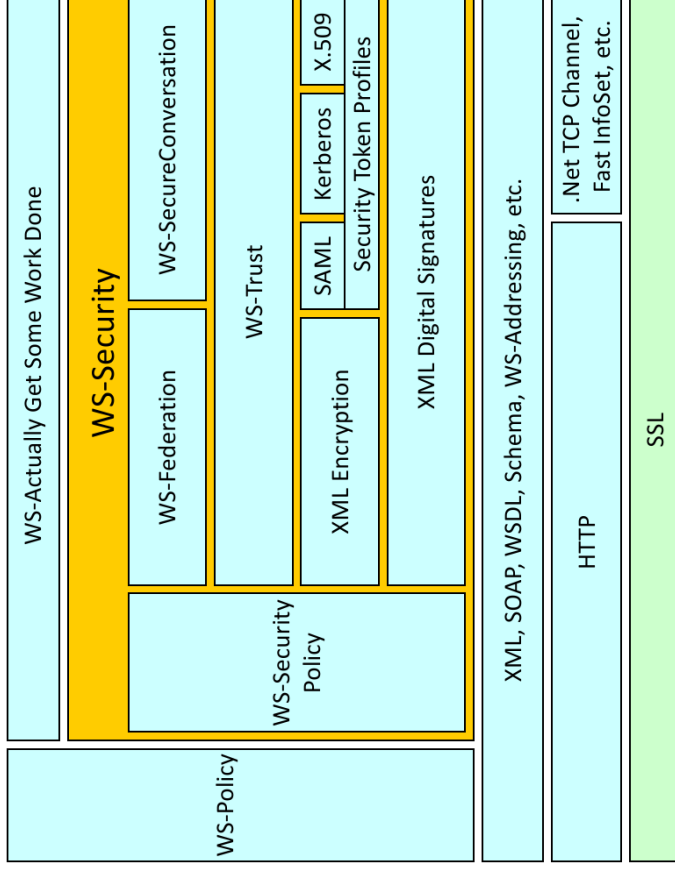 WS-Policy
WS-Actually Get Some Work Done
WS-Security
WS-Security
Policy
WS-Federation
WS-SecureConversation
WS-Trust
XML Encryption
SAML
Kerberos
X.509
Security Token Profiles
XML Digital Signatures
XML, SOAP, WSDL, Schema, WS-Addressing, etc.
HTTP
.Net TCP Channel,
Fast InfoSet, etc.
SSL